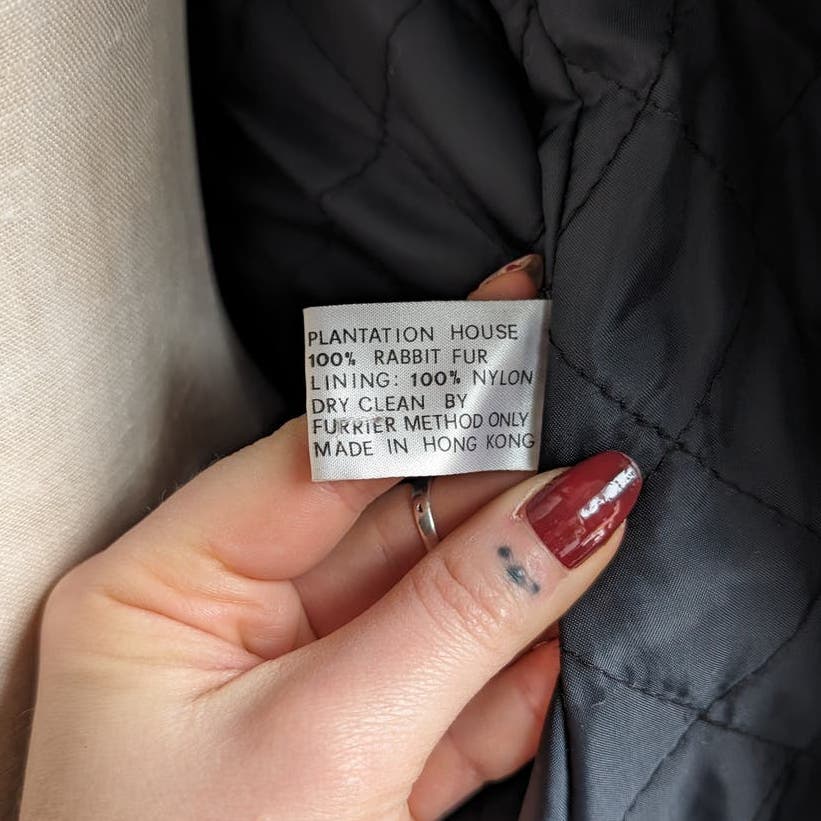 PLANTATION HOUSE
100% RABBIT FUR
LINING: 100% NYLON
DRY CLEAN BY
FURRIER METHOD ONLY
MADE IN HONG KONG